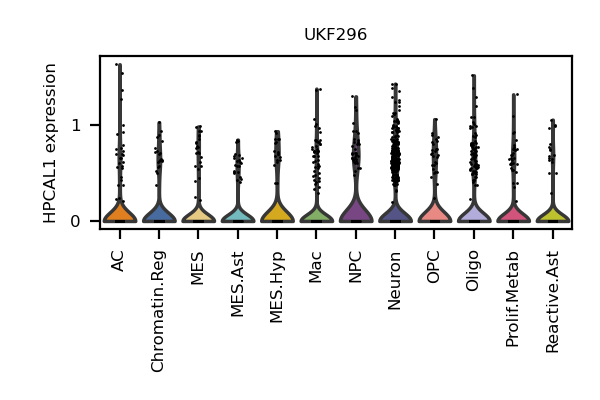 UKF296
HPCAL1 expression
1
0
AC
Chromatin.Reg
MES
MES.Ast
MES.Hyp
Mac
NPC
Neuron
OPC
Oligo
Prolif.Metab
Reactive.Ast